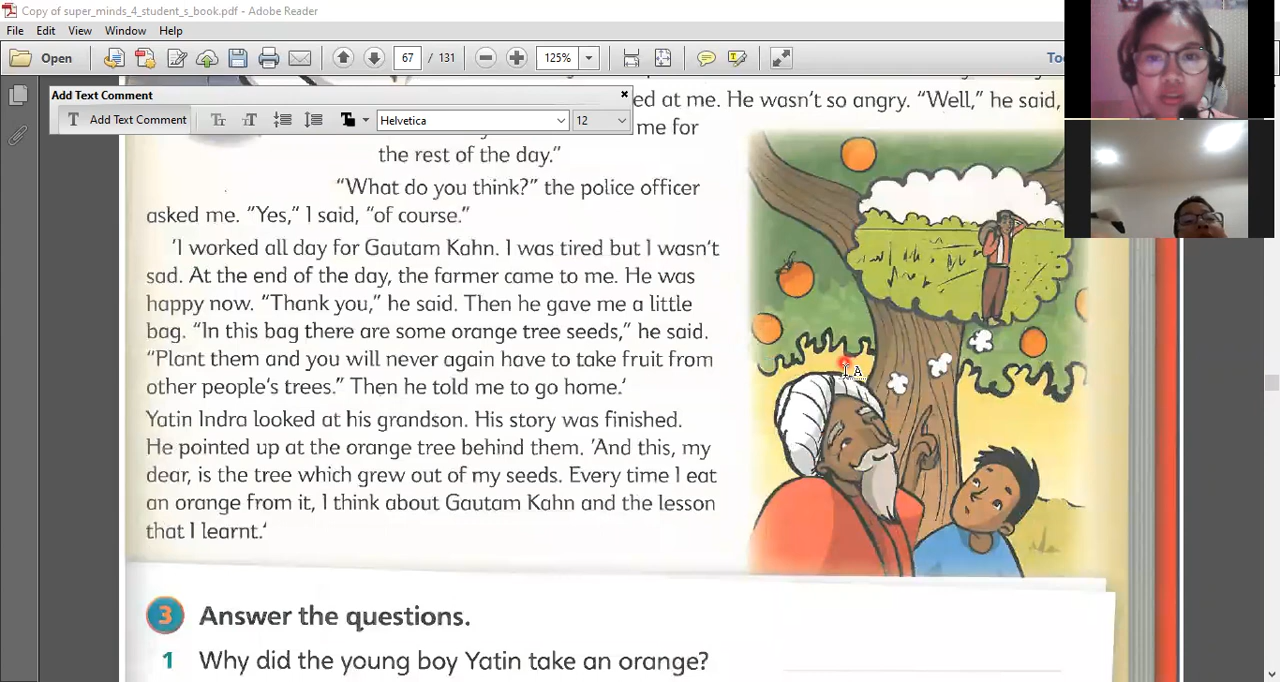 Copy of super_minds_4_student_s_book.pdf - Adobe Reader
File Edit View Window Help
Open 67 / 131 125%
Add Text Comment
T Add Text Comment Helvetica 12
ed at me. He wasn't so angry. “Well,” he said,
me for
the rest of the day.”
“What do you think?” the police officer
asked me. “Yes,” I said, “of course.”
'I worked all day for Gautam Kahn. I was tired but I wasn't
sad. At the end of the day, the farmer came to me. He was
happy now. “Thank you,” he said. Then he gave me a little
bag. “In this bag there are some orange tree seeds,” he said.
“Plant them and you will never again have to take fruit from
other people's trees.” Then he told me to go home.'
Yatin Indra looked at his grandson. His story was finished.
He pointed up at the orange tree behind them. 'And this, my
dear, is the tree which grew out of my seeds. Every time I eat
an orange from it, I think about Gautam Kahn and the lesson
that I learnt.'
3 Answer the questions.
1 Why did the young boy Yatin take an orange?